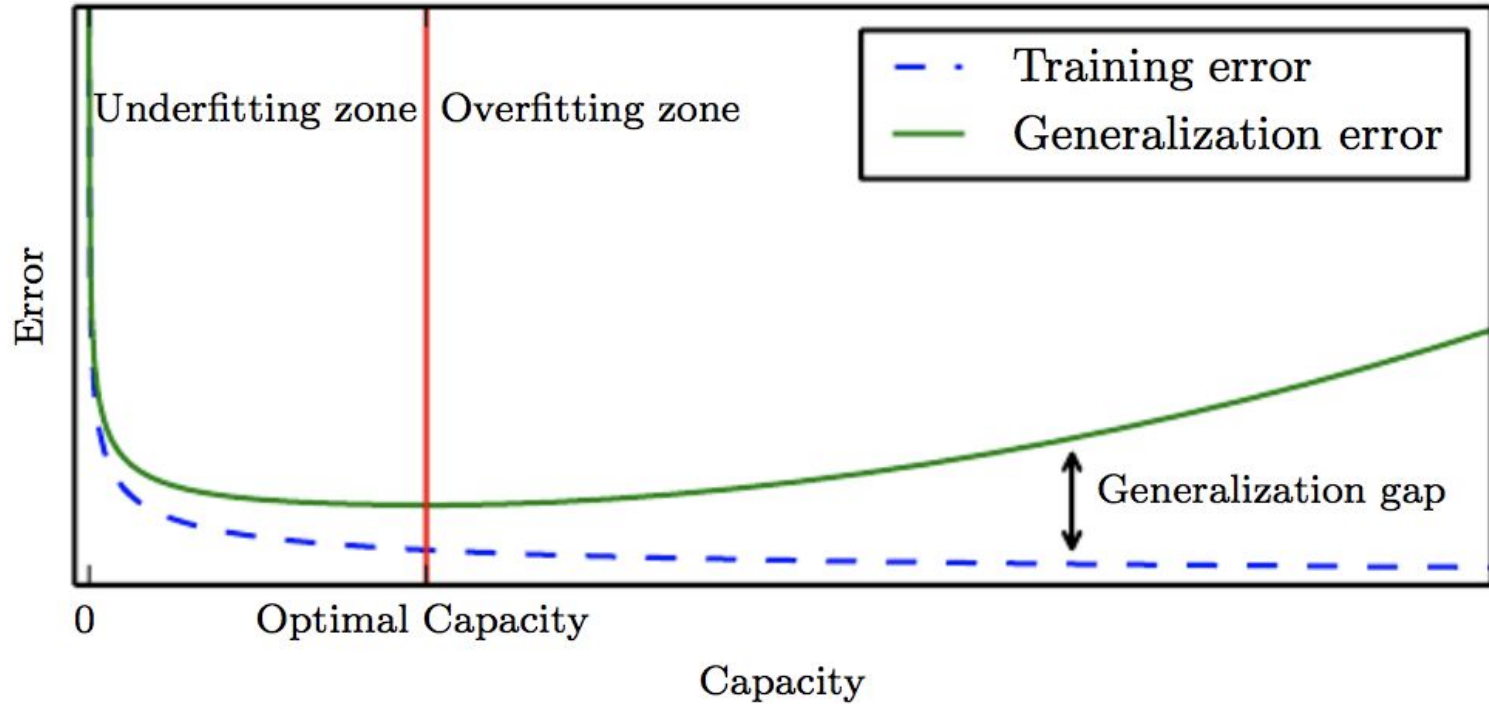 Training error
Generalization error
Underfitting zone
Overfitting zone
Error
Generalization gap
0
Optimal Capacity
Capacity